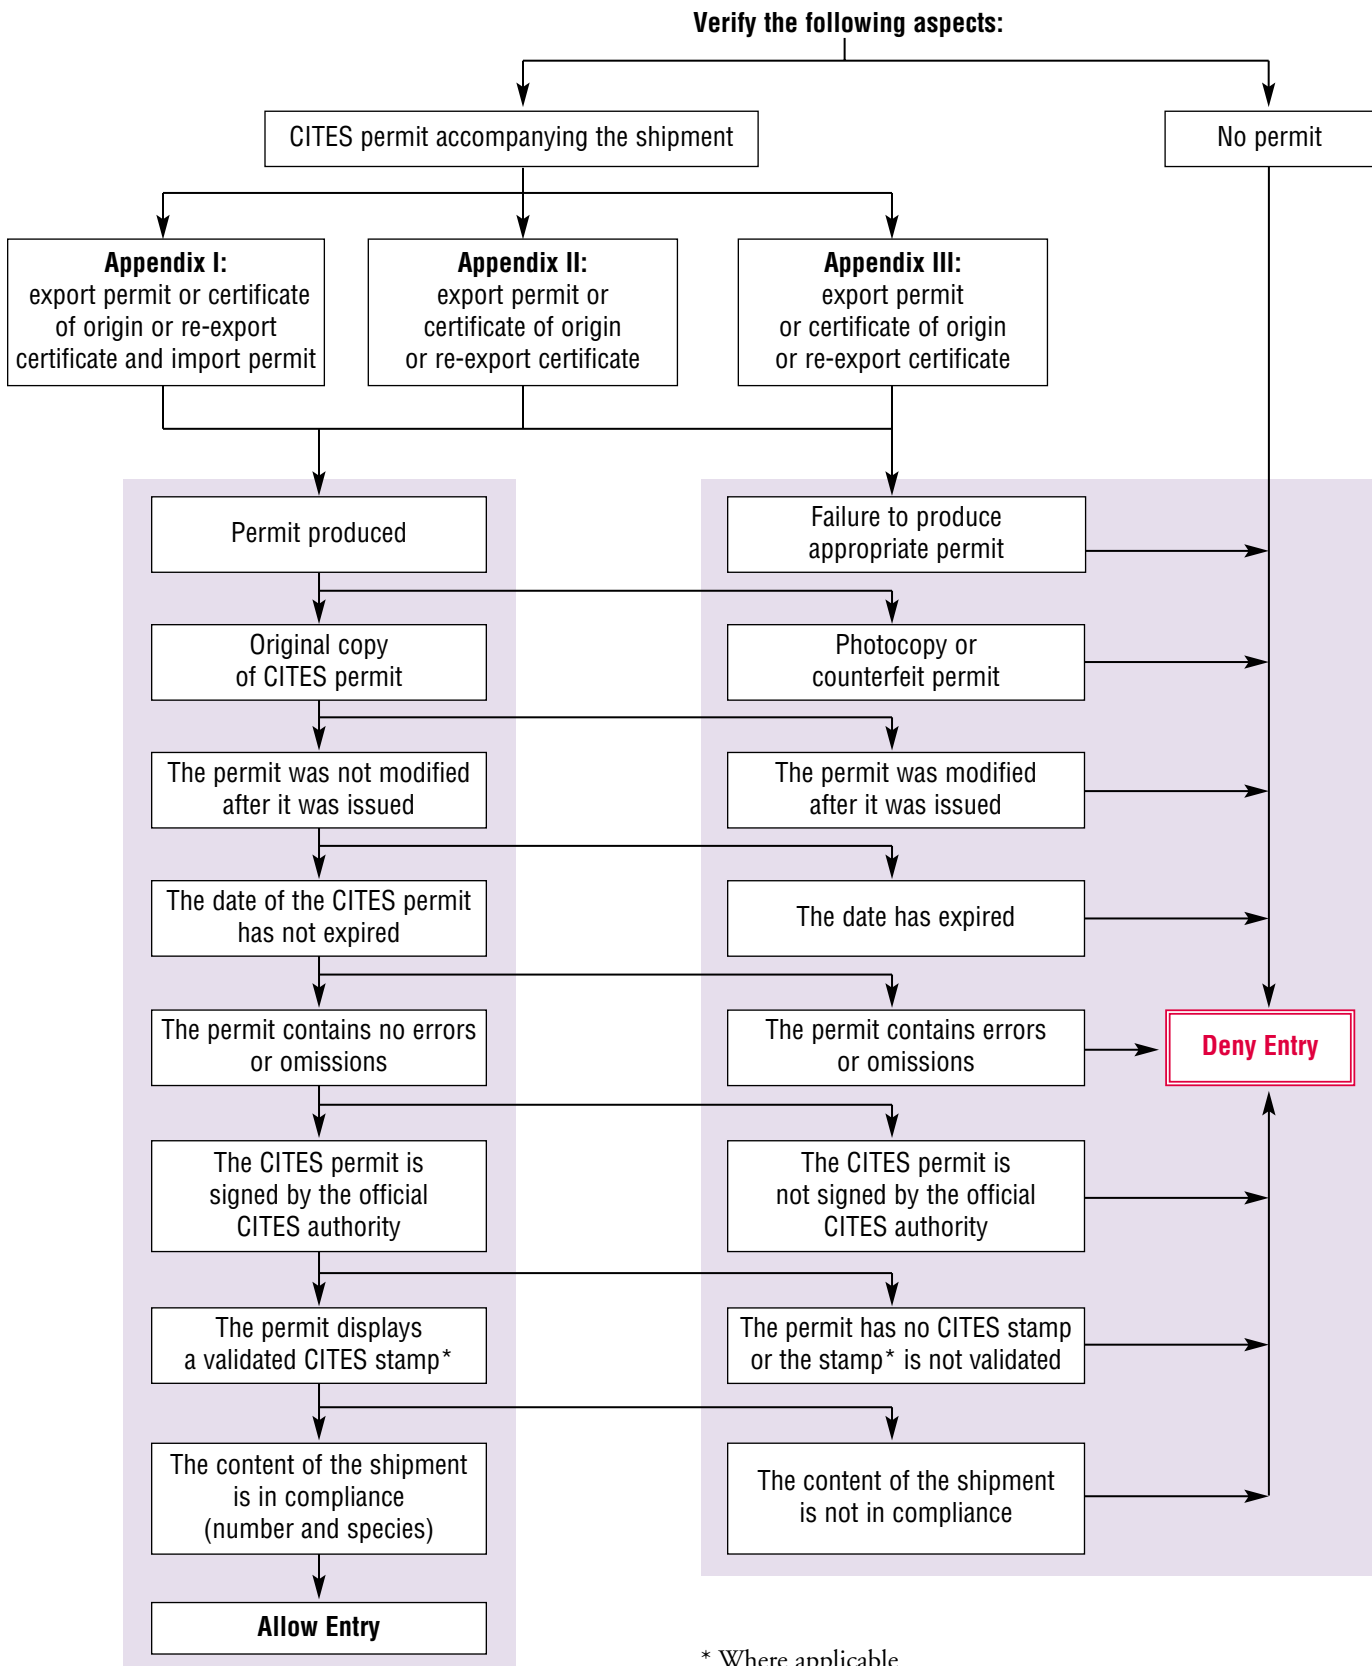 Verify the following aspects:
CITES permit accompanying the shipment
No permit
Appendix I:
export permit or certificate
of origin or re-export
certificate and import permit
Appendix II:
export permit or
certificate of origin
or re-export certificate
Appendix III:
export permit
or certificate of origin
or re-export certificate
Permit produced
Failure to produce
appropriate permit
Original copy
of CITES permit
Photocopy or
counterfeit permit
The permit was not modified
after it was issued
The permit was modified
after it was issued
The date of the CITES permit
has not expired
The date has expired
The permit contains no errors
or omissions
The permit contains errors
or omissions
Deny Entry
The CITES permit is
signed by the official
CITES authority
The CITES permit is
not signed by the official
CITES authority
The permit displays
a validated CITES stamp*
The permit has no CITES stamp
or the stamp* is not validated
The content of the shipment
is in compliance
(number and species)
The content of the shipment
is not in compliance
Allow Entry
* Where applicable